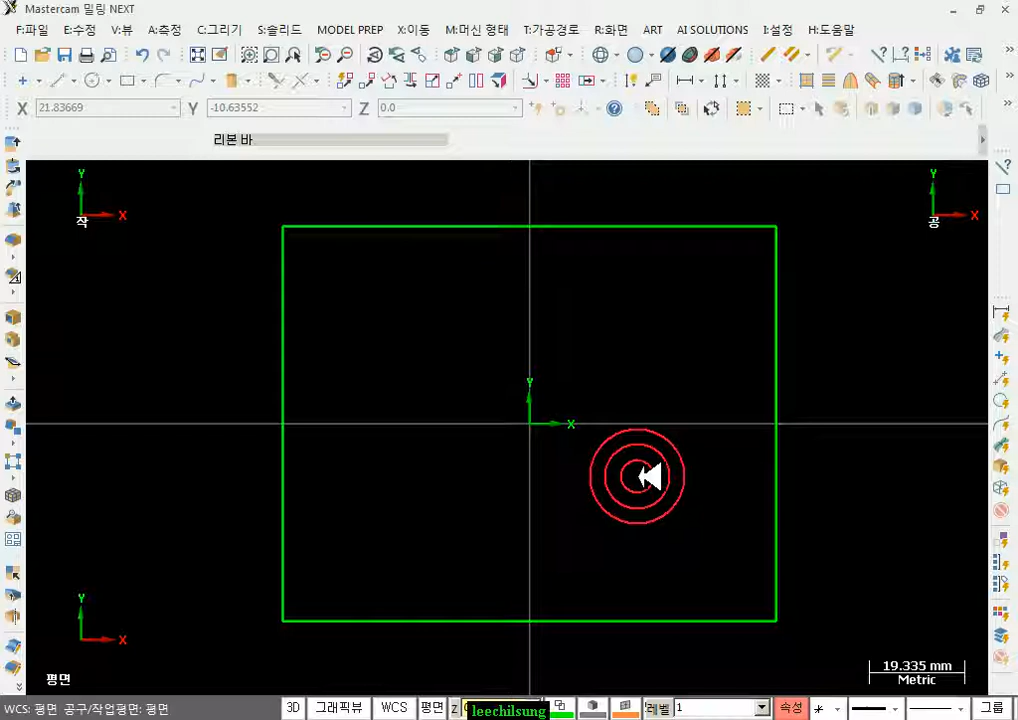 Mastercam 밀링 NEXT
F:파일 E:수정 V:뷰 A:측정 C:그리기 S:솔리드 MODEL PREP X:이동 M:머신 형태 T:가공경로 R:화면 ART AI SOLUTIONS I:설정 H:도움말
X 21.83669 Y -10.63552 Z 0.0
리본 바
Y Y
X X
작 공
Y
X
Y
X
19.335 mm
평면 Metric
WCS: 평면 공구/작업평면: 평면 3D 그래픽뷰 WCS 평면 Z 레벨 1 속성 그룹
leechilsung